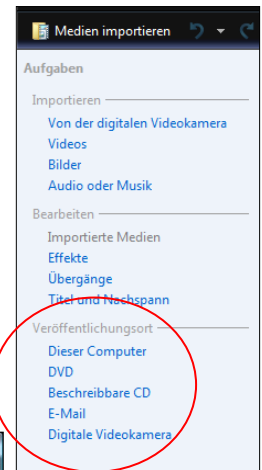 Medien importieren
Aufgaben
Importieren
Von der digitalen Videokamera
Videos
Bilder
Audio oder Musik
Bearbeiten
Importierte Medien
Effekte
Übergänge
Titel und Nachspann
Veröffentlichungsort
Dieser Computer
DVD
Beschreibbare CD
E-Mail
Digitale Videokamera